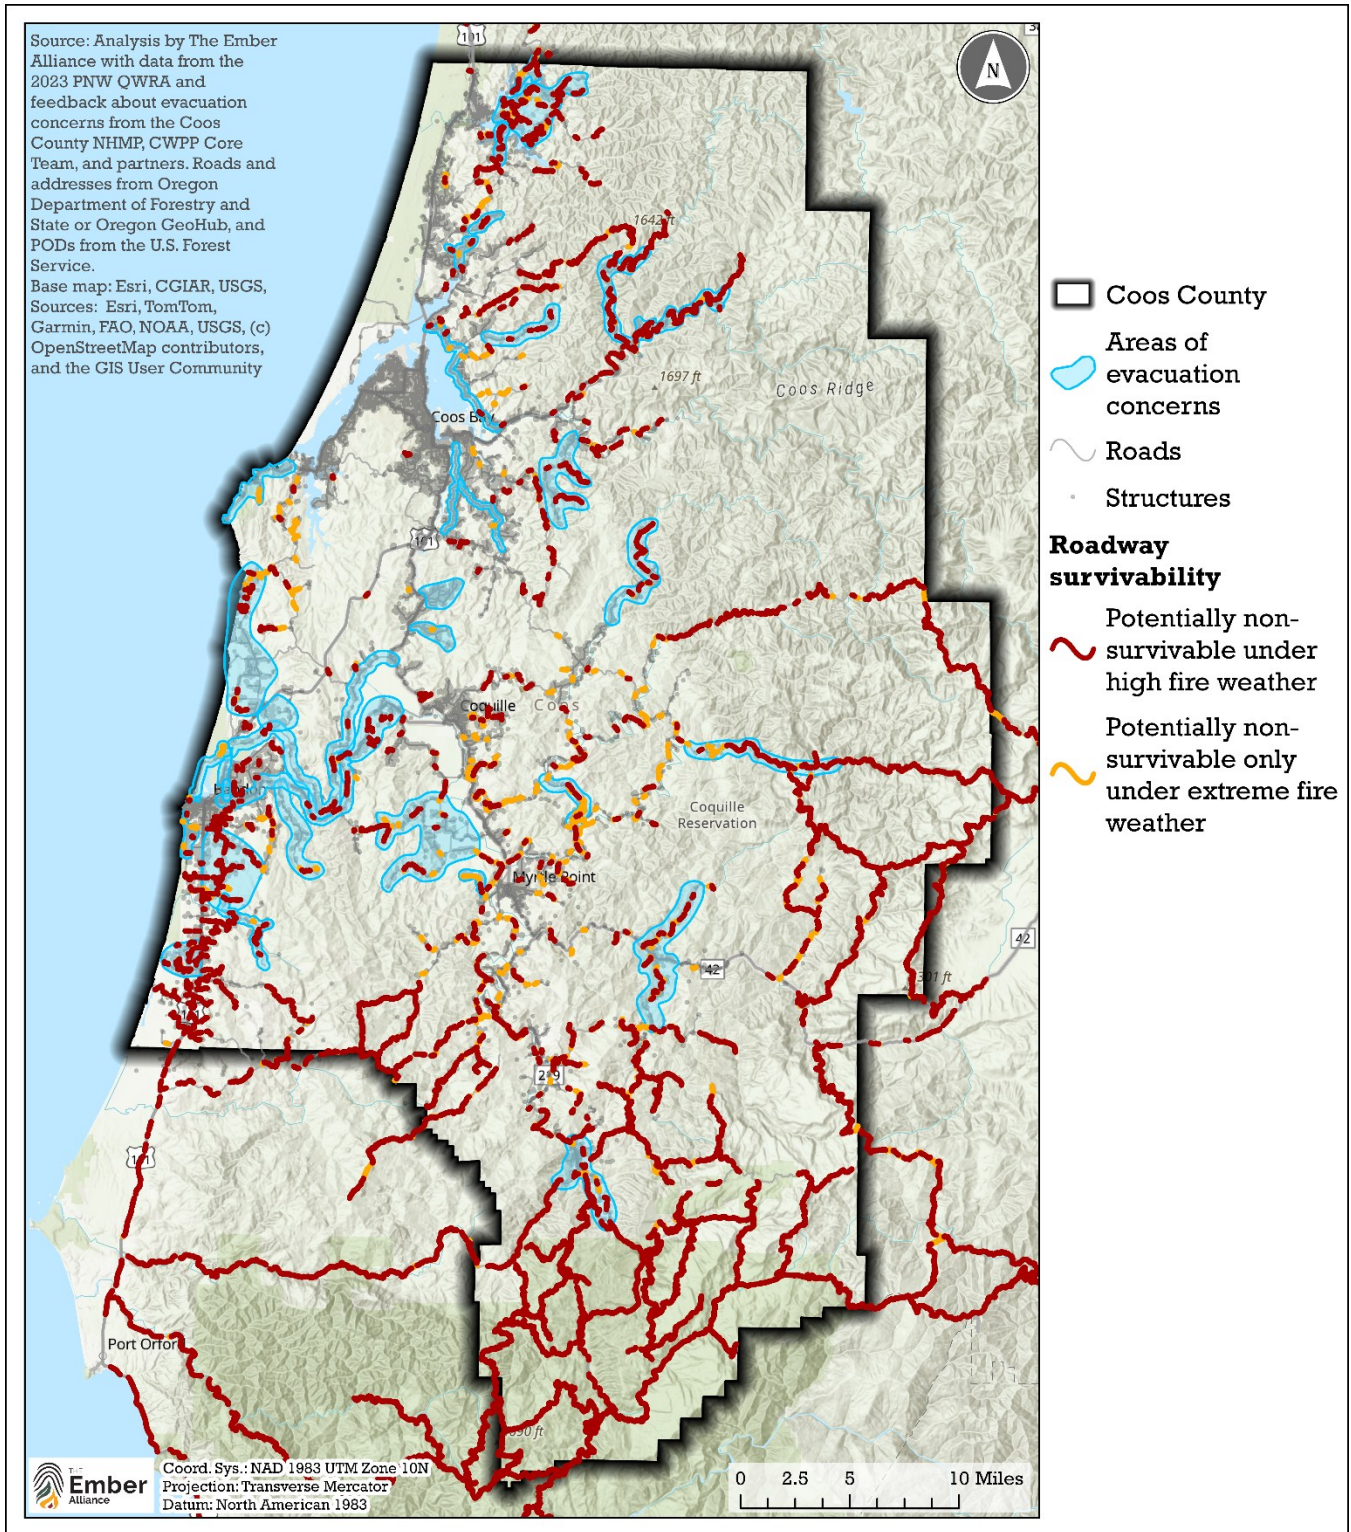 Source: Analysis by The Ember
Alliance with data from the
2023 PNW QWRA and
feedback about evacuation
concerns from the Coos
County NHMP, CWPP Core
Team, and partners. Roads and
addresses from Oregon
Department of Forestry and
State or Oregon GeoHub, and
PODs from the U.S. Forest
Service.
Base map: Esri, CGIAR, USGS,
Sources: Esri, TomTom,
Garmin, FAO, NOAA, USGS, (c)
OpenStreetMap contributors,
and the GIS User Community
101
N
1642 ft
1697 ft
Coos Ridge
Coos Bay
101
Coquille
Coos
Bandon
Coquille
Reservation
Myrtle Point
42
42
101
219
101
Port Orford
Coos County
Areas of
evacuation
concerns
Roads
Structures
Roadway
survivability
Potentially non-
survivable under
high fire weather
Potentially non-
survivable only
under extreme fire
weather
THE
Ember
Alliance
Coord. Sys.: NAD 1983 UTM Zone 10N
Projection: Transverse Mercator
Datum: North American 1983
0 2.5 5 10 Miles